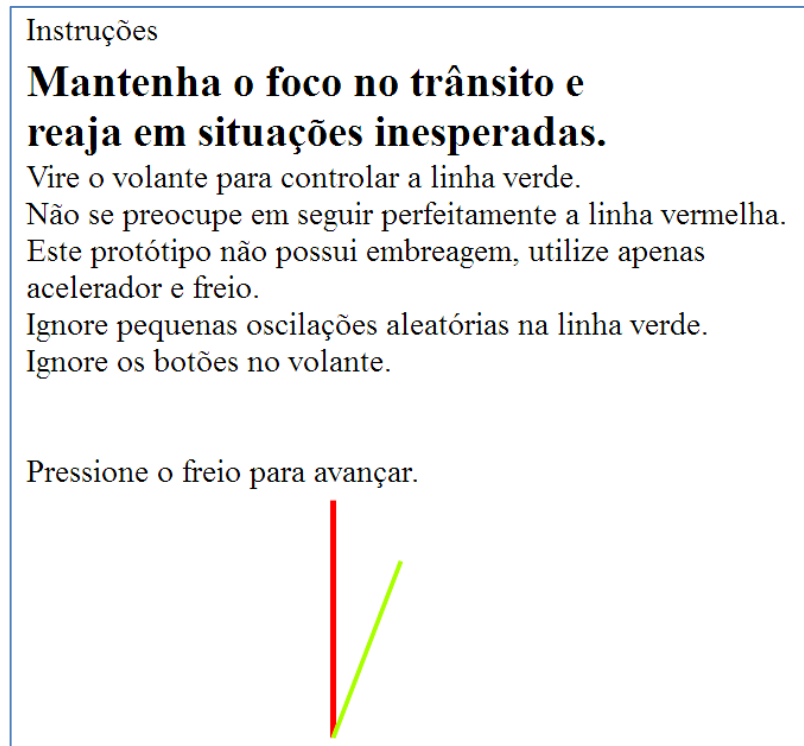 Instruções
Mantenha o foco no trânsito e
reaja em situações inesperadas.
Vire o volante para controlar a linha verde.
Não se preocupe em seguir perfeitamente a linha vermelha.
Este protótipo não possui embreagem, utilize apenas
acelerador e freio.
Ignore pequenas oscilações aleatórias na linha verde.
Ignore os botões no volante.
Pressione o freio para avançar.